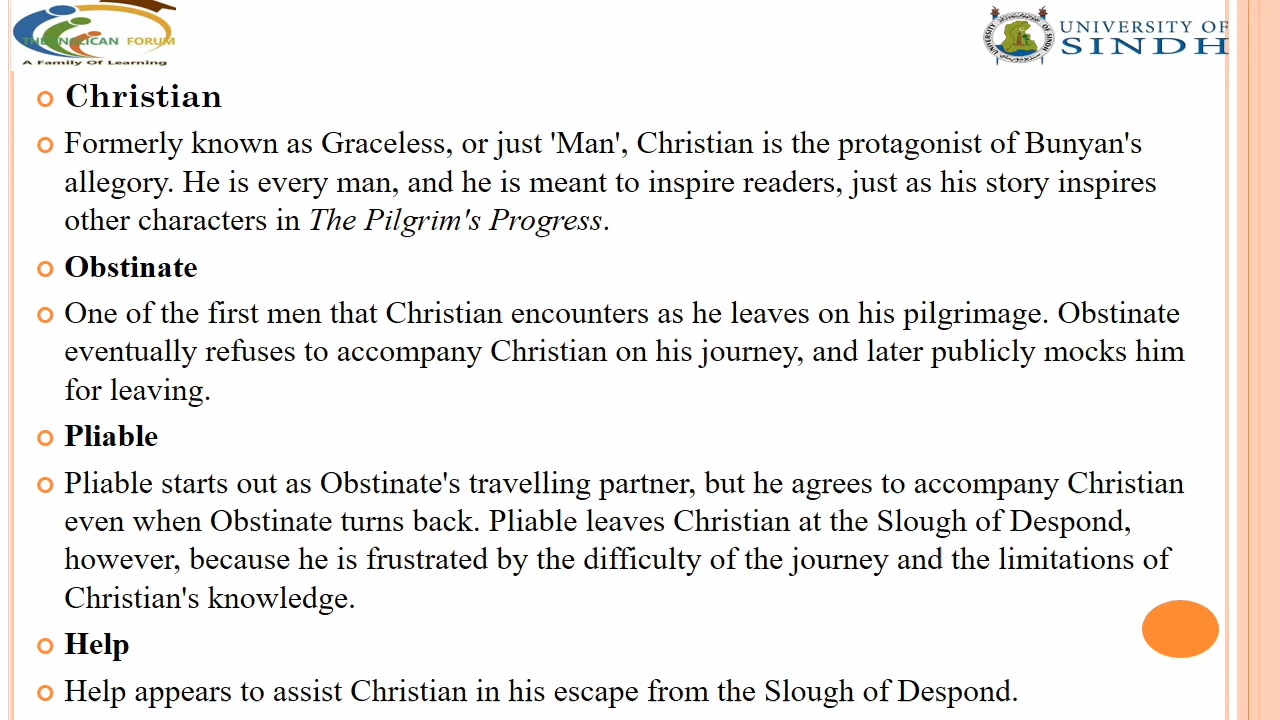 THE ANGLICAN FORUM
A Family Of Learning
UNIVERSITY OF
SINDH
Christian
Formerly known as Graceless, or just 'Man', Christian is the protagonist of Bunyan's
allegory. He is every man, and he is meant to inspire readers, just as his story inspires
other characters in The Pilgrim's Progress.
Obstinate
One of the first men that Christian encounters as he leaves on his pilgrimage. Obstinate
eventually refuses to accompany Christian on his journey, and later publicly mocks him
for leaving.
Pliable
Pliable starts out as Obstinate's travelling partner, but he agrees to accompany Christian
even when Obstinate turns back. Pliable leaves Christian at the Slough of Despond,
however, because he is frustrated by the difficulty of the journey and the limitations of
Christian's knowledge.
Help
Help appears to assist Christian in his escape from the Slough of Despond.